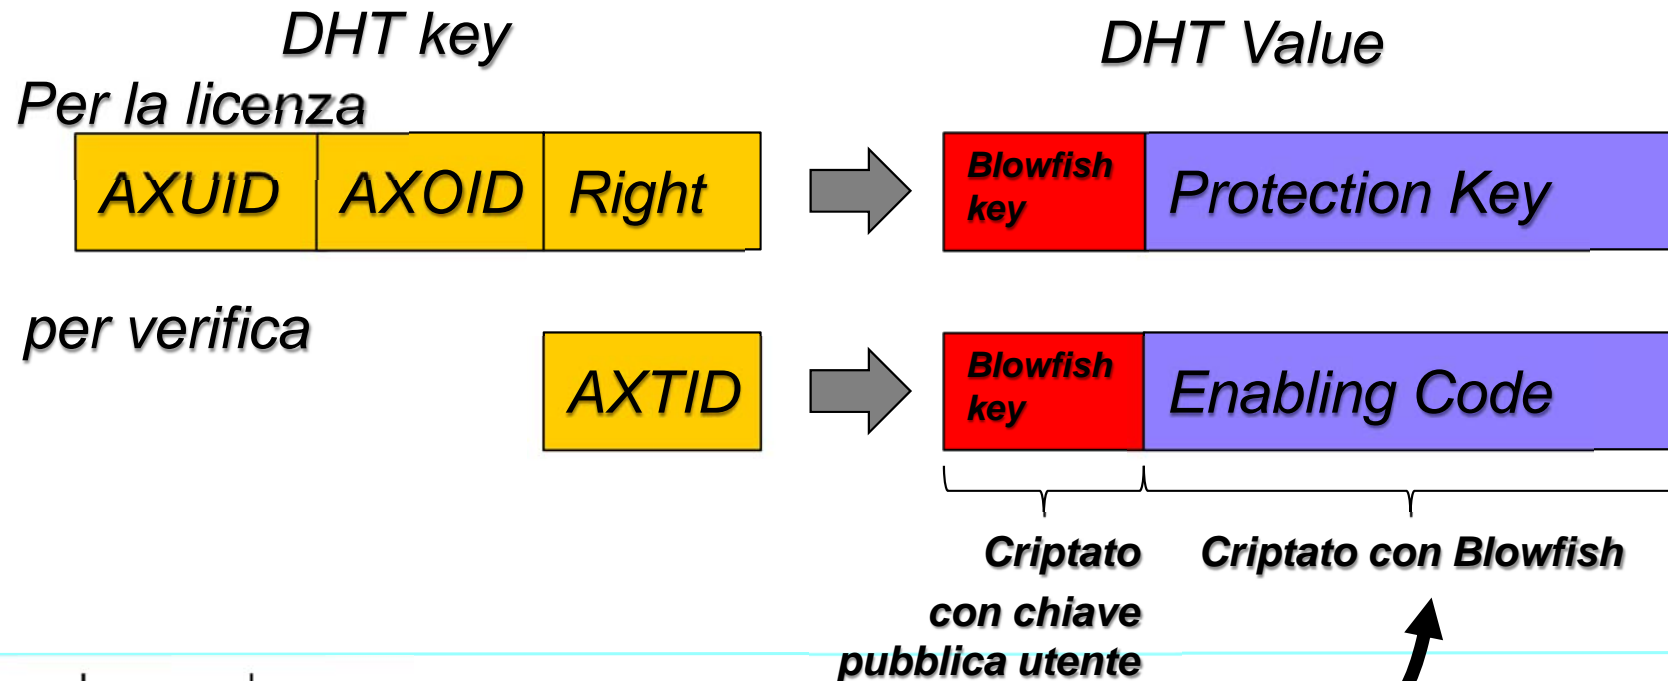 DHT key
DHT Value
Per la licenza
AXUID AXOID Right
Blowfish
key
Protection Key
per verifica
AXTID
Blowfish
key
Enabling Code
Criptato
con chiave
pubblica utente
Criptato con Blowfish